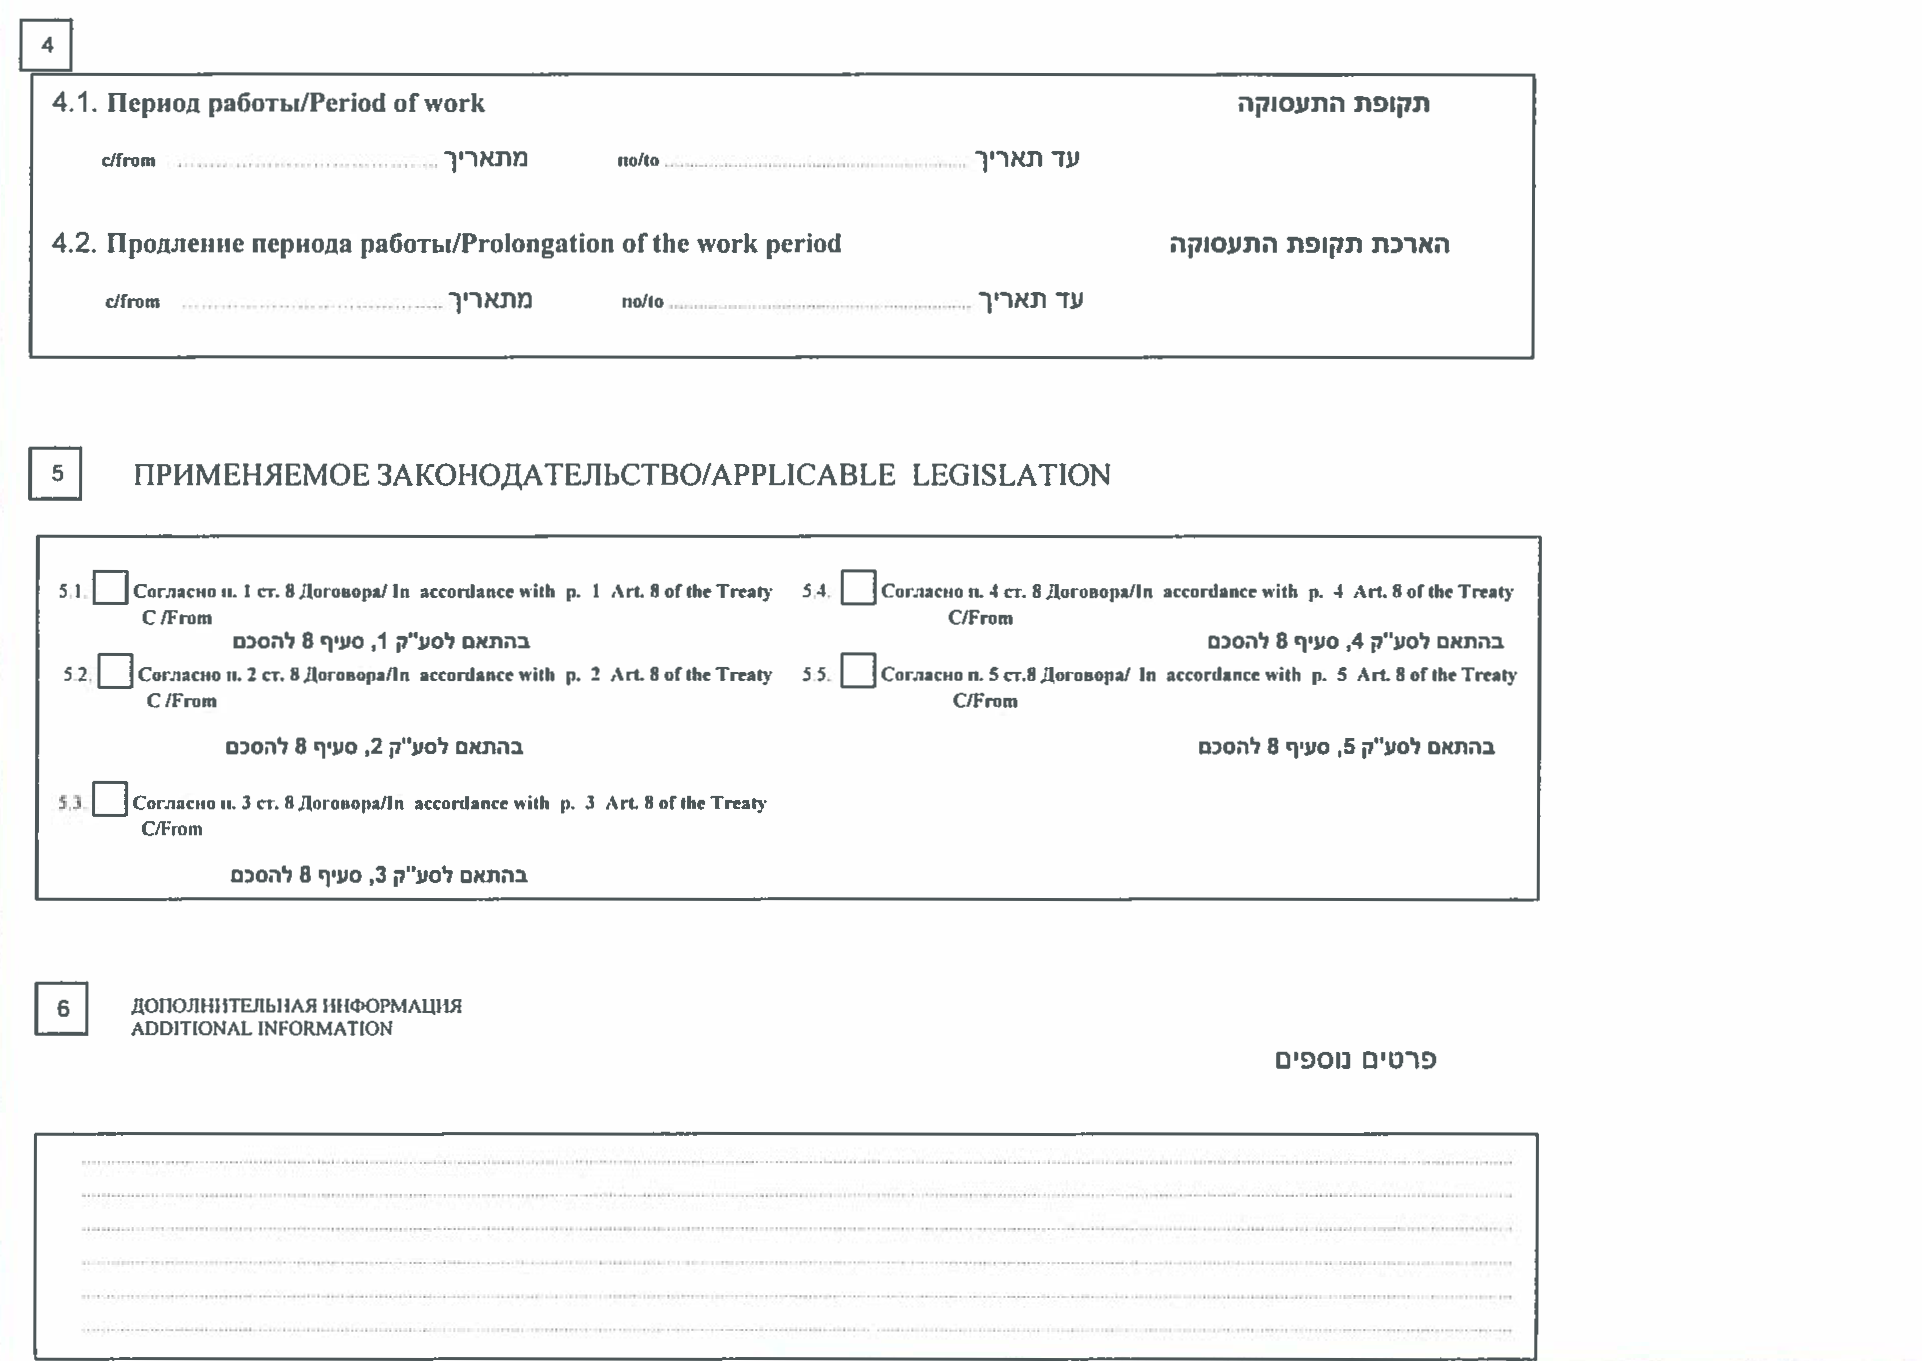 4
4.1. Период работы/Period of work תקופת התעסוקה
c/from מתאריך по/to עד תאריך
4.2. Продление периода работы/Prolongation of the work period הארכת תקופת התעסוקה
c/from מתאריך по/to עד תאריך
5 ПРИМЕНЯЕМОЕ ЗАКОНОДАТЕЛЬСТВО/APPLICABLE LEGISLATION
5.1. Согласно п. 1 ст. 8 Договора/ In accordance with p. 1 Art. 8 of the Treaty
C /From
בהתאם לסע"ק 1, סעיף 8 להסכם
5.2. Согласно п. 2 ст. 8 Договора/In accordance with p. 2 Art. 8 of the Treaty
C /From
בהתאם לסע"ק 2, סעיף 8 להסכם
5.3. Согласно п. 3 ст. 8 Договора/In accordance with p. 3 Art. 8 of the Treaty
C/From
בהתאם לסע"ק 3, סעיף 8 להסכם
5.4. Согласно п. 4 ст. 8 Договора/In accordance with p. 4 Art. 8 of the Treaty
C/From
בהתאם לסע"ק 4, סעיף 8 להסכם
5.5. Согласно п. 5 ст.8 Договора/ In accordance with p. 5 Art. 8 of the Treaty
C/From
בהתאם לסע"ק 5, סעיף 8 להסכם
6 ДОПОЛНИТЕЛЬНАЯ ИНФОРМАЦИЯ
ADDITIONAL INFORMATION
פרטים נוספים